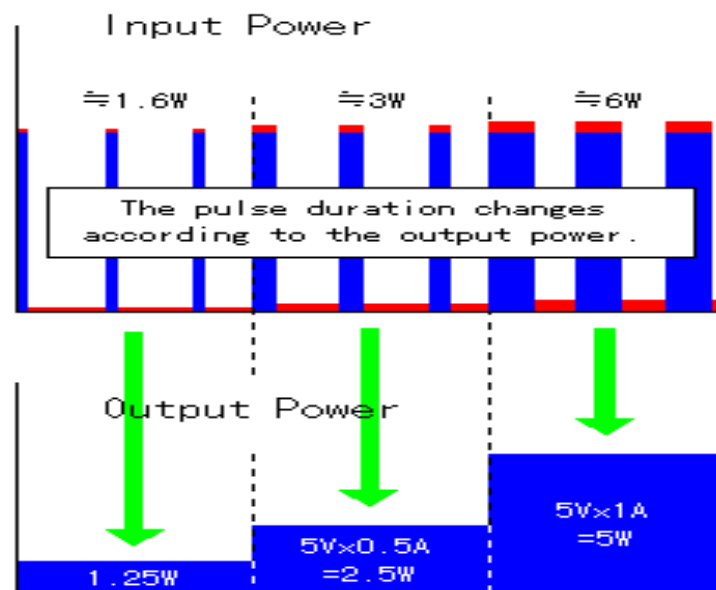 Input Power
≒1.6W ≒3W ≒6W
The pulse duration changes
according to the output power.
Output Power
5V×1A
=5W
5V×0.5A
=2.5W
1.25W